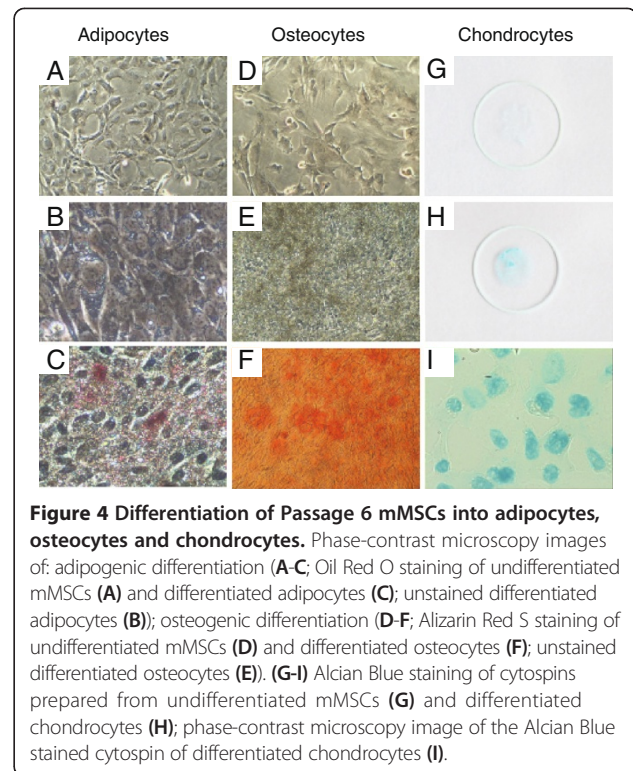 Adipocytes Osteocytes Chondrocytes
A D G
B E H
C F I
Figure 4 Differentiation of Passage 6 mMSCs into adipocytes,
osteocytes and chondrocytes. Phase-contrast microscopy images
of: adipogenic differentiation (A-C; Oil Red O staining of undifferentiated
mMSCs (A) and differentiated adipocytes (C); unstained differentiated
adipocytes (B)); osteogenic differentiation (D-F; Alizarin Red S staining of
undifferentiated mMSCs (D) and differentiated osteocytes (F); unstained
differentiated osteocytes (E)). (G-I) Alcian Blue staining of cytospins
prepared from undifferentiated mMSCs (G) and differentiated
chondrocytes (H); phase-contrast microscopy image of the Alcian Blue
stained cytospin of differentiated chondrocytes (I).